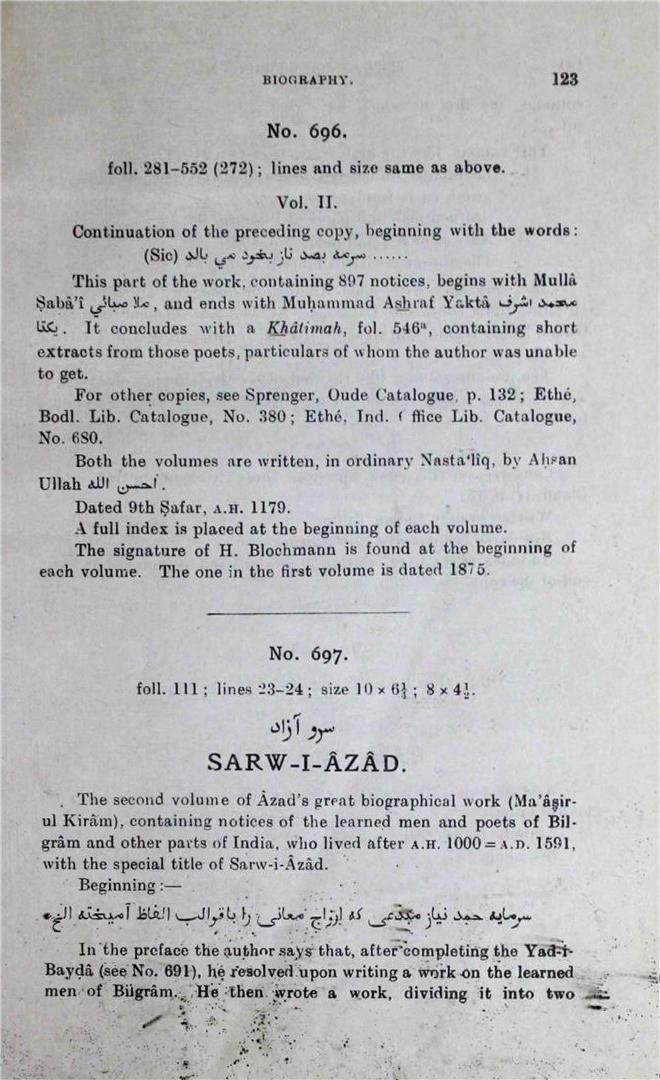 BIOGRAPHY. 123
No. 696.
foll. 281–552 (272); lines and size same as above.
Vol. II.
Continuation of the preceding copy, beginning with the words:
(Sic) سرمه بصد ناز بخود می بالد ......
This part of the work, containing 897 notices, begins with Mullâ
Ṣabâ'î ملا صبائي, and ends with Muḥammad Ashraf Yaktâ محمد اشرف
يكتا. It concludes with a Khâtimah, fol. 546ª, containing short
extracts from those poets, particulars of whom the author was unable
to get.
For other copies, see Sprenger, Oude Catalogue, p. 132; Ethé,
Bodl. Lib. Catalogue, No. 380; Ethé, Ind. ffice Lib. Catalogue,
No. 680.
Both the volumes are written, in ordinary Nasta'lîq, by Aḥsan
Ullah احسن الله.
Dated 9th Ṣafar, A.H. 1179.
A full index is placed at the beginning of each volume.
The signature of H. Blochmann is found at the beginning of
each volume. The one in the first volume is dated 1875.
No. 697.
foll. 111; lines 23–24; size 10 × 6¼; 8 × 4½.
سرو آزاد
SARW-I-ÂZÂD.
The second volume of Âzad's great biographical work (Ma'âṣir-
ul Kirâm), containing notices of the learned men and poets of Bil-
grâm and other parts of India, who lived after A.H. 1000 = A.D. 1591,
with the special title of Sarw-i-Âzâd.
Beginning:—
سرمایه حمد نیاز مبدعی که ازواج معانی را باقوالب الفاظ آمیخته الخ *
In the preface the author says that, after completing the Yad-i-
Bayḍâ (see No. 691), he resolved upon writing a work on the learned
men of Bilgrâm. He then wrote a work, dividing it into two